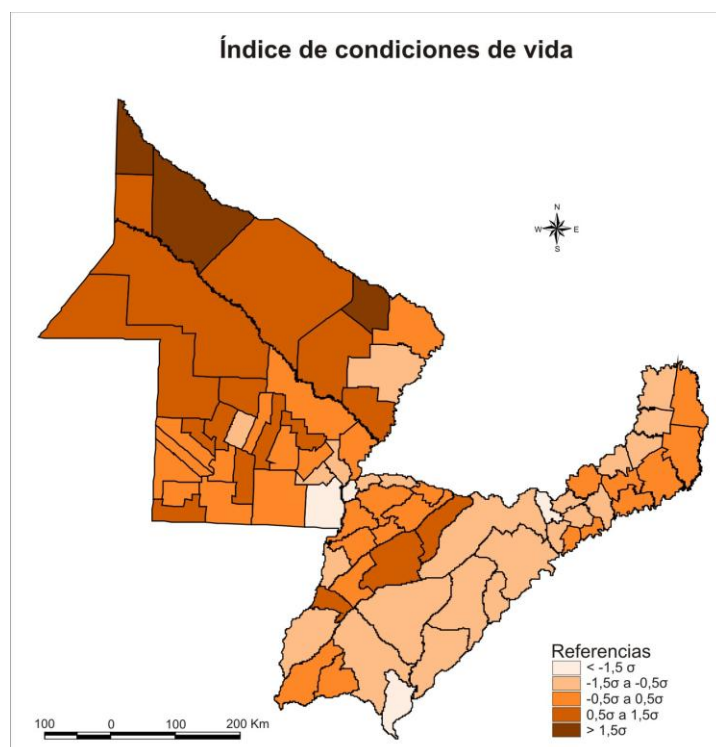 Índice de condiciones de vida
N
W E
S
Referencias
< -1,5 σ
-1,5σ a -0,5σ
-0,5σ a 0,5σ
0,5σ a 1,5σ
> 1,5σ
100 0 100 200 Km